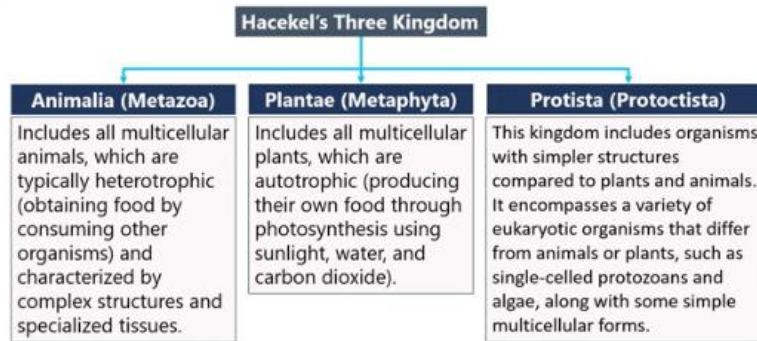 Hacekel's Three Kingdom
Animalia (Metazoa)
Includes all multicellular
animals, which are
typically heterotrophic
(obtaining food by
consuming other
organisms) and
characterized by
complex structures and
specialized tissues.
Plantae (Metaphyta)
Includes all multicellular
plants, which are
autotrophic (producing
their own food through
photosynthesis using
sunlight, water, and
carbon dioxide).
Protista (Protoctista)
This kingdom includes organisms
with simpler structures
compared to plants and animals.
It encompasses a variety of
eukaryotic organisms that differ
from animals or plants, such as
single-celled protozoans and
algae, along with some simple
multicellular forms.